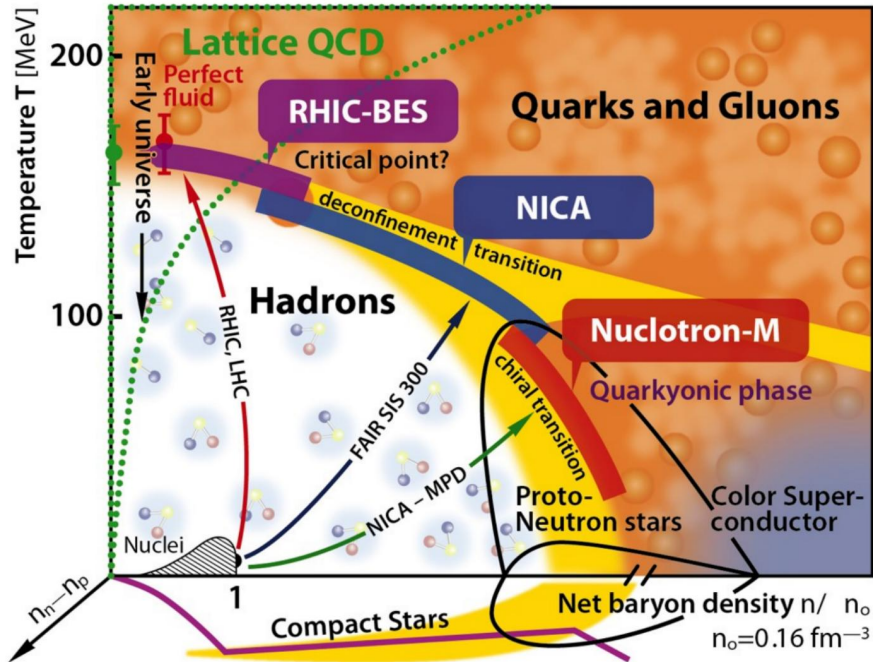 Temperature T [MeV]
200
100
Early universe
Lattice QCD
Perfect
fluid
RHIC-BES
Critical point?
Quarks and Gluons
NICA
deconfinement transition
Hadrons
Nuclotron-M
Quarkyonic phase
chiral transition
RHIC, LHC
FAIR SIS 300
NICA – MPD
Proto-
Neutron stars
Color Super-
conductor
Nuclei
1
nₙ—nₚ
Compact Stars
Net baryon density n/ n₀
n₀=0.16 fm⁻³